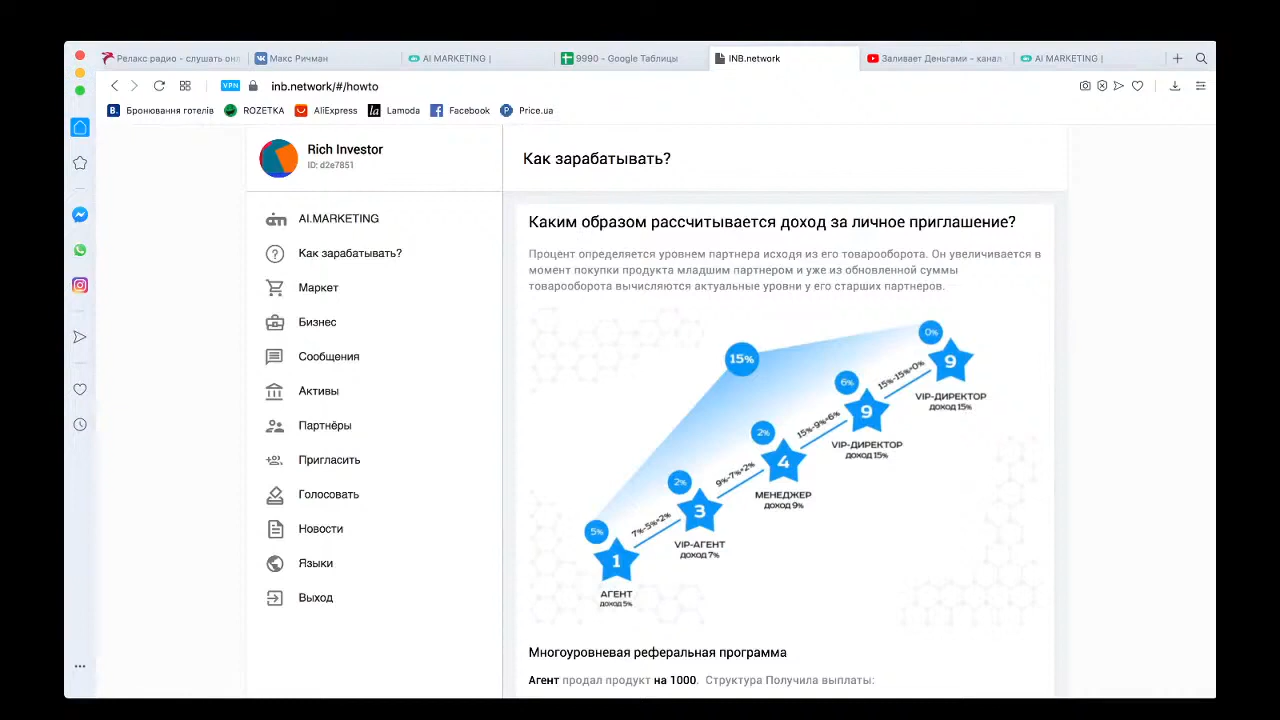 Релакс радио - слушать онл
Макс Ричман
AI MARKETING |
9990 - Google Таблицы
INB.network
Заливает Деньгами - канал
AI MARKETING |
VPN
inb.network/#/howto
B. Бронювання готелів
ROZETKA
AliExpress
la Lamoda
Facebook
P Price.ua
Rich Investor
ID: d2e7851
AI.MARKETING
Как зарабатывать?
Маркет
Бизнес
Сообщения
Активы
Партнёры
Пригласить
Голосовать
Новости
Языки
Выход
Как зарабатывать?
Каким образом рассчитывается доход за личное приглашение?
Процент определяется уровнем партнера исходя из его товарооборота. Он увеличивается в
момент покупки продукта младшим партнером и уже из обновленной суммы
товарооборота вычисляются актуальные уровни у его старших партнеров.
0%
15%
9
15%-15%=0%
6%
VIP-ДИРЕКТОР
доход 15%
9
15%-9%=6%
2%
VIP-ДИРЕКТОР
доход 15%
4
9%-7%=2%
2%
МЕНЕДЖЕР
доход 9%
3
7%-5%=2%
5%
VIP-АГЕНТ
доход 7%
1
АГЕНТ
доход 5%
Многоуровневая реферальная программа
Агент продал продукт на 1000. Структура Получила выплаты: